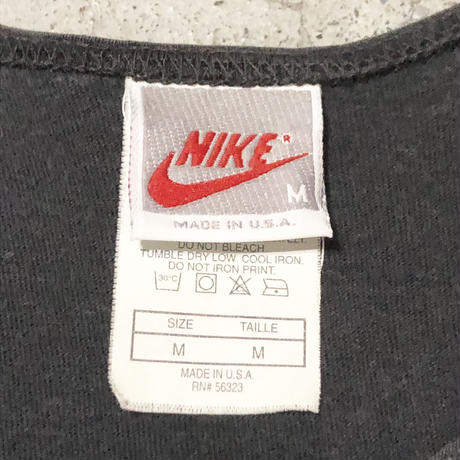 NIKE ®
M
MADE IN U.S.A.
DO NOT BLEACH.
TUMBLE DRY LOW. COOL IRON.
DO NOT IRON PRINT.
30°C
SIZE TAILLE
M M
MADE IN U.S.A.
RN# 56323